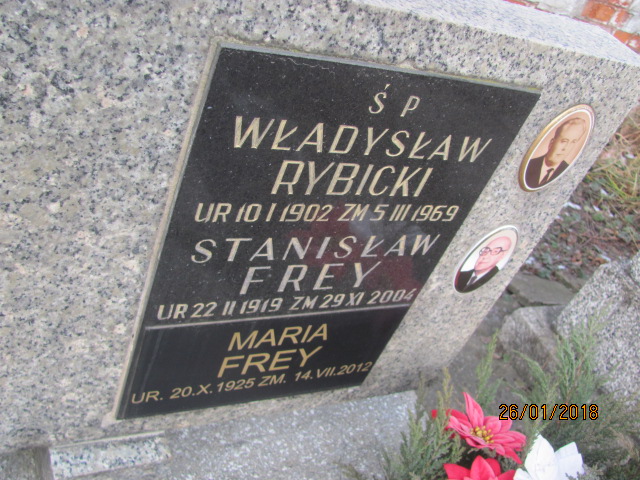 Ś P
WŁADYSŁAW
RYBICKI
UR 10 I 1902 ZM 5 III 1969
STANISŁAW
FREY
UR 22 II 1919 ZM 29 XI 2004
MARIA
FREY
UR. 20.X.1925 ZM. 14.VII.2012
26/01/2018